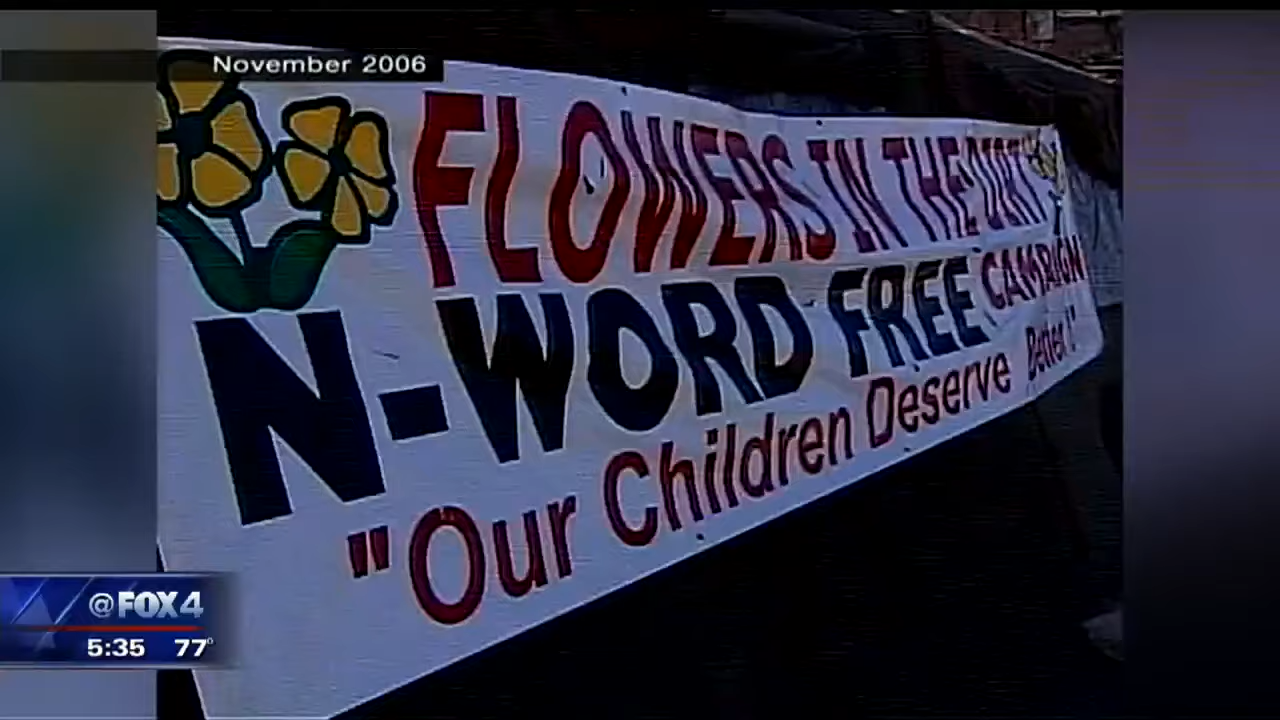 November 2006
FLOWERS IN THE DIRT
N-WORD FREE CAMPAIGN
"Our Children Deserve Better!"
@FOX4
5:35 77°